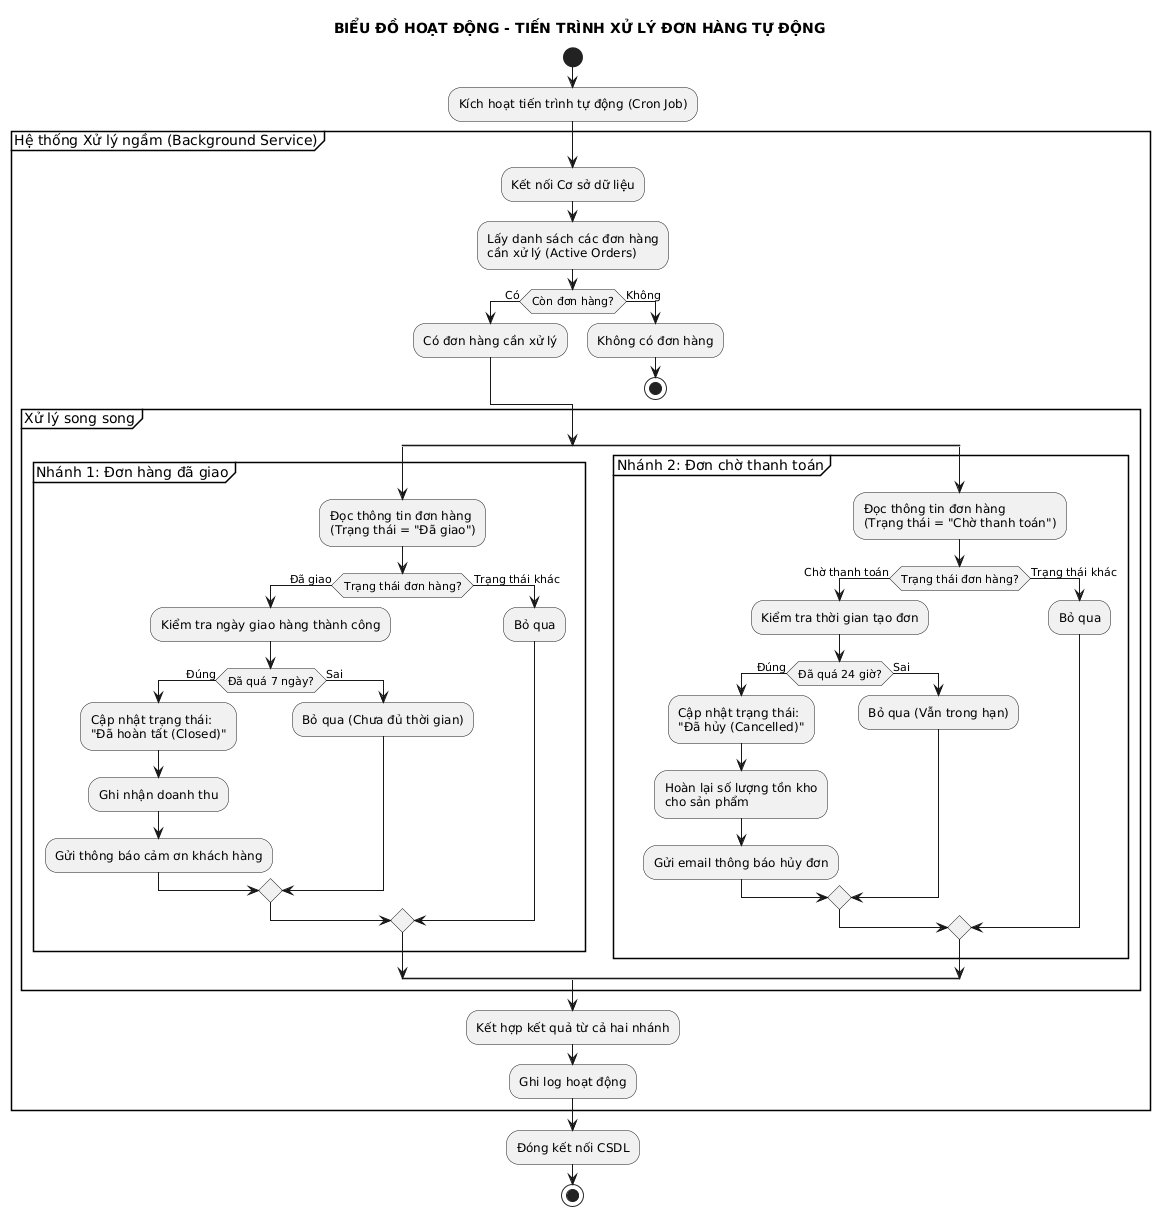 BIỂU ĐỒ HOẠT ĐỘNG - TIẾN TRÌNH XỬ LÝ ĐƠN HÀNG TỰ ĐỘNG
Kích hoạt tiến trình tự động (Cron Job)
Hệ thống Xử lý ngầm (Background Service)
Kết nối Cơ sở dữ liệu
Lấy danh sách các đơn hàng
cần xử lý (Active Orders)
Có
Còn đơn hàng?
Không
Có đơn hàng cần xử lý
Không có đơn hàng
Xử lý song song
Nhánh 1: Đơn hàng đã giao
Đọc thông tin đơn hàng
(Trạng thái = "Đã giao")
Đã giao
Trạng thái đơn hàng?
Trạng thái khác
Kiểm tra ngày giao hàng thành công
Bỏ qua
Đúng
Đã quá 7 ngày?
Sai
Cập nhật trạng thái:
"Đã hoàn tất (Closed)"
Bỏ qua (Chưa đủ thời gian)
Ghi nhận doanh thu
Gửi thông báo cảm ơn khách hàng
Nhánh 2: Đơn chờ thanh toán
Đọc thông tin đơn hàng
(Trạng thái = "Chờ thanh toán")
Chờ thanh toán
Trạng thái đơn hàng?
Trạng thái khác
Kiểm tra thời gian tạo đơn
Bỏ qua
Đúng
Đã quá 24 giờ?
Sai
Cập nhật trạng thái:
"Đã hủy (Cancelled)"
Bỏ qua (Vẫn trong hạn)
Hoàn lại số lượng tồn kho
cho sản phẩm
Gửi email thông báo hủy đơn
Kết hợp kết quả từ cả hai nhánh
Ghi log hoạt động
Đóng kết nối CSDL